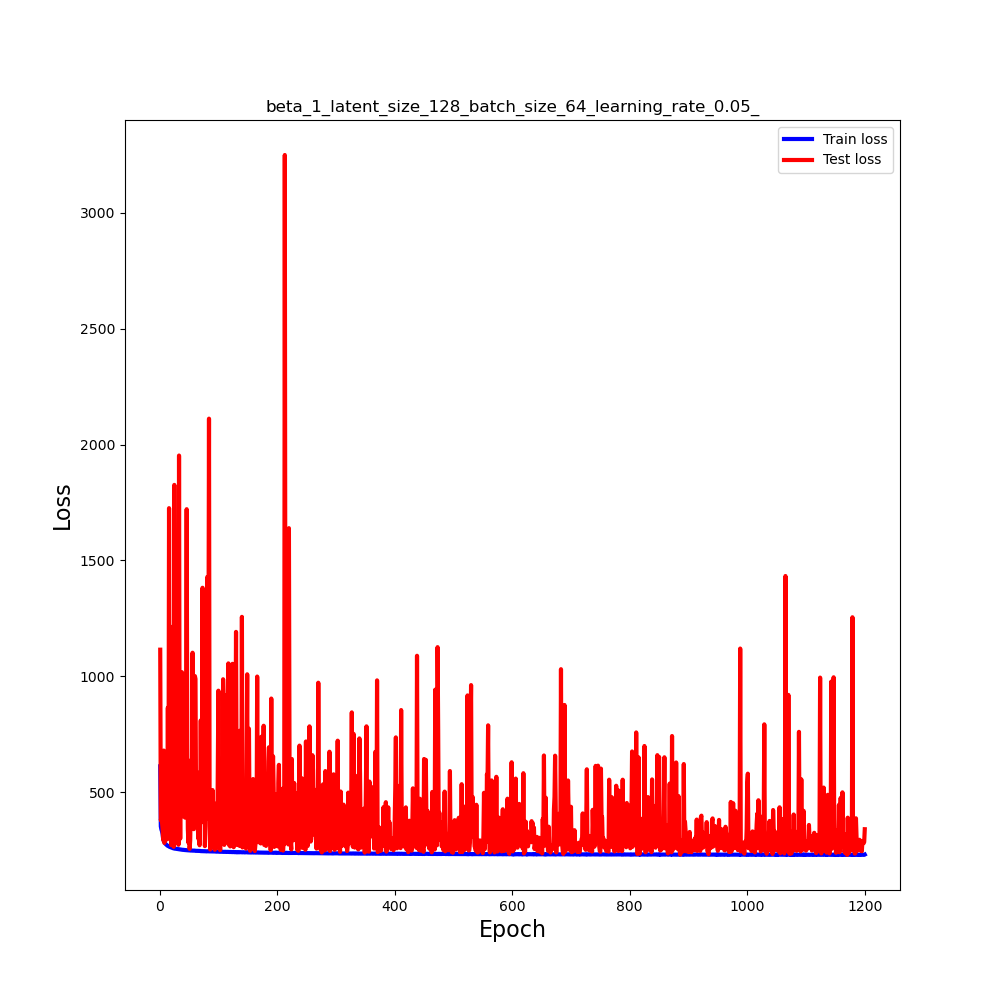 beta_1_latent_size_128_batch_size_64_learning_rate_0.05_
Train loss
Test loss
3000
2500
2000
1500
1000
500
Loss
0 200 400 600 800 1000 1200
Epoch